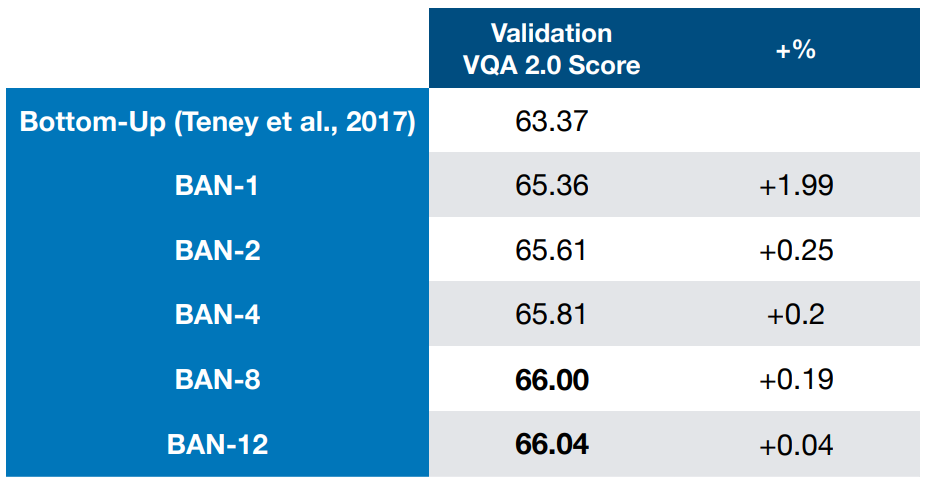 Validation
VQA 2.0 Score +%
Bottom-Up (Teney et al., 2017) 63.37
BAN-1 65.36 +1.99
BAN-2 65.61 +0.25
BAN-4 65.81 +0.2
BAN-8 66.00 +0.19
BAN-12 66.04 +0.04